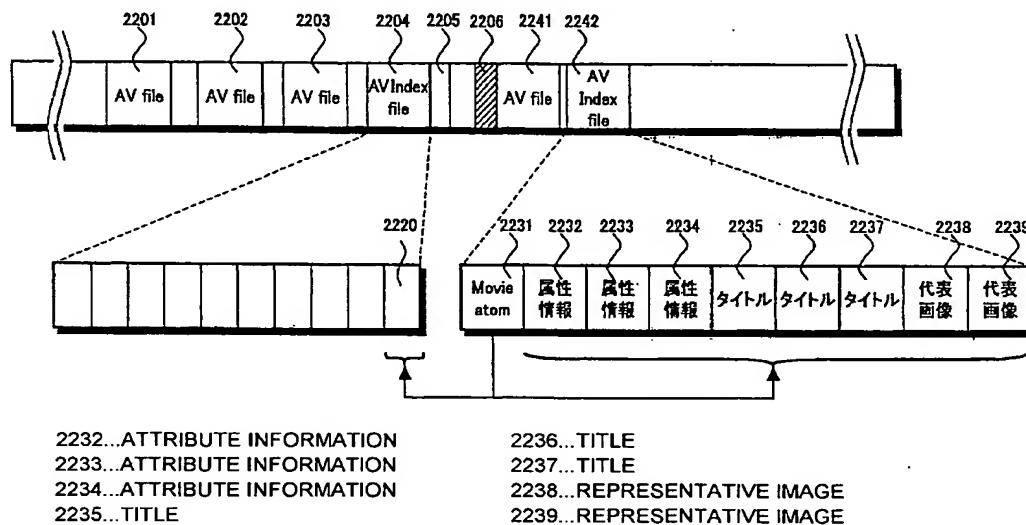 2201 2202 2203 2204 2205 2206 2241 2242
AV file
AV file
AV file
AV Index
file
AV file
AV
Index
file
2220 2231 2232 2233 2234 2235 2236 2237 2238 2239
Movie
atom
属性
情報
属性
情報
属性
情報
タイトル
タイトル
タイトル
代表
画像
代表
画像
2232...ATTRIBUTE INFORMATION
2233...ATTRIBUTE INFORMATION
2234...ATTRIBUTE INFORMATION
2235...TITLE
2236...TITLE
2237...TITLE
2238...REPRESENTATIVE IMAGE
2239...REPRESENTATIVE IMAGE